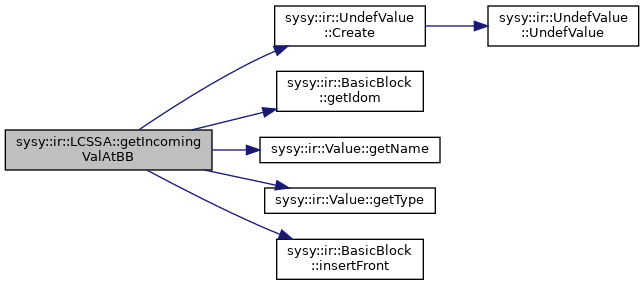 sysy::ir::LCSSA::getIncoming
ValAtBB
sysy::ir::UndefValue
::Create
sysy::ir::UndefValue
::UndefValue
sysy::ir::BasicBlock
::getIdom
sysy::ir::Value::getName
sysy::ir::Value::getType
sysy::ir::BasicBlock
::insertFront